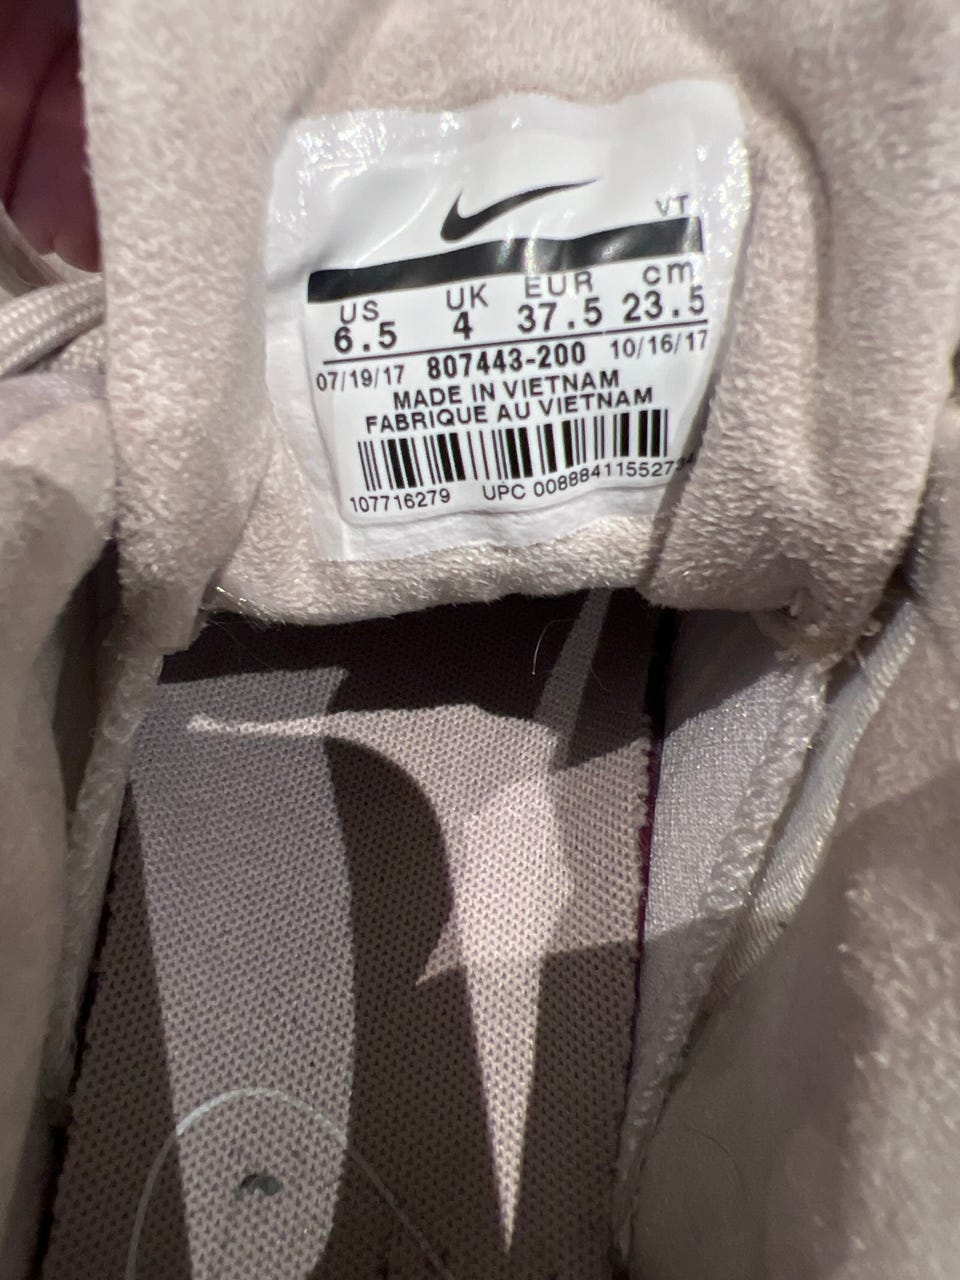 VT
US UK EUR cm
6.5 4 37.5 23.5
07/19/17 807443-200 10/16/17
MADE IN VIETNAM
FABRIQUE AU VIETNAM
107716279 UPC 00888411552734